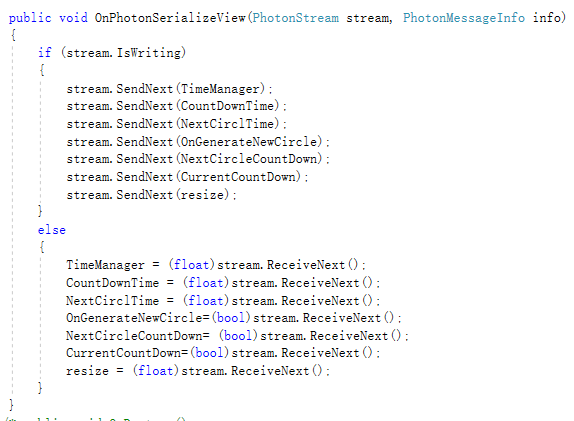 public void OnPhotonSerializeView(PhotonStream stream, PhotonMessageInfo info)
{
if (stream.IsWriting)
{
stream.SendNext(TimeManager);
stream.SendNext(CountDownTime);
stream.SendNext(NextCirclTime);
stream.SendNext(OnGenerateNewCircle);
stream.SendNext(NextCircleCountDown);
stream.SendNext(CurrentCountDown);
stream.SendNext(resize);
}
else
{
TimeManager = (float)stream.ReceiveNext();
CountDownTime = (float)stream.ReceiveNext();
NextCirclTime = (float)stream.ReceiveNext();
OnGenerateNewCircle=(bool)stream.ReceiveNext();
NextCircleCountDown= (bool)stream.ReceiveNext();
CurrentCountDown=(bool)stream.ReceiveNext();
resize = (float)stream.ReceiveNext();
}
}